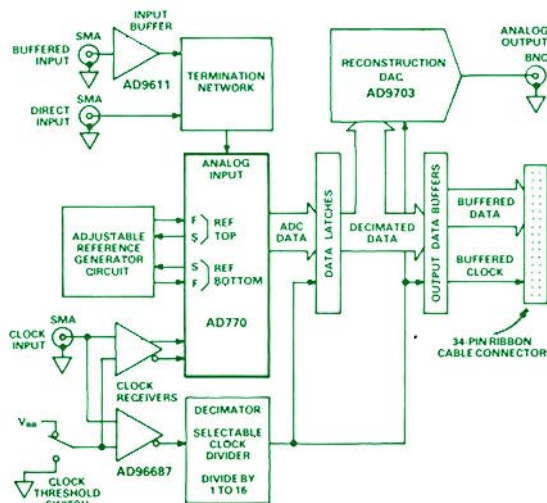 SMA
BUFFERED
INPUT
INPUT
BUFFER
AD9611
SMA
DIRECT
INPUT
TERMINATION
NETWORK
RECONSTRUCTION
DAC
AD9703
ANALOG
OUTPUT
BNC
ANALOG
INPUT
ADJUSTABLE
REFERENCE
GENERATOR
CIRCUIT
F
S
REF
TOP
S
F
REF
BOTTOM
AD770
ADC
DATA
DATA LATCHES
DECIMATED
DATA
OUTPUT DATA BUFFERS
BUFFERED
DATA
BUFFERED
CLOCK
34-PIN RIBBON
CABLE CONNECTOR
SMA
CLOCK
INPUT
CLOCK
RECEIVERS
AD96687
DECIMATOR
SELECTABLE
CLOCK
DIVIDER
DIVIDE BY
1 TO 16
CLOCK
THRESHOLD
SWITCH